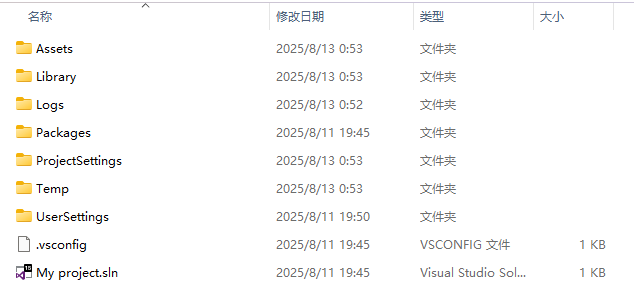 名称 修改日期 类型 大小
Assets 2025/8/13 0:53 文件夹
Library 2025/8/13 0:53 文件夹
Logs 2025/8/13 0:52 文件夹
Packages 2025/8/11 19:45 文件夹
ProjectSettings 2025/8/13 0:53 文件夹
Temp 2025/8/13 0:53 文件夹
UserSettings 2025/8/11 19:50 文件夹
.vsconfig 2025/8/11 19:45 VSCONFIG 文件 1 KB
My project.sln 2025/8/11 19:45 Visual Studio Sol... 1 KB